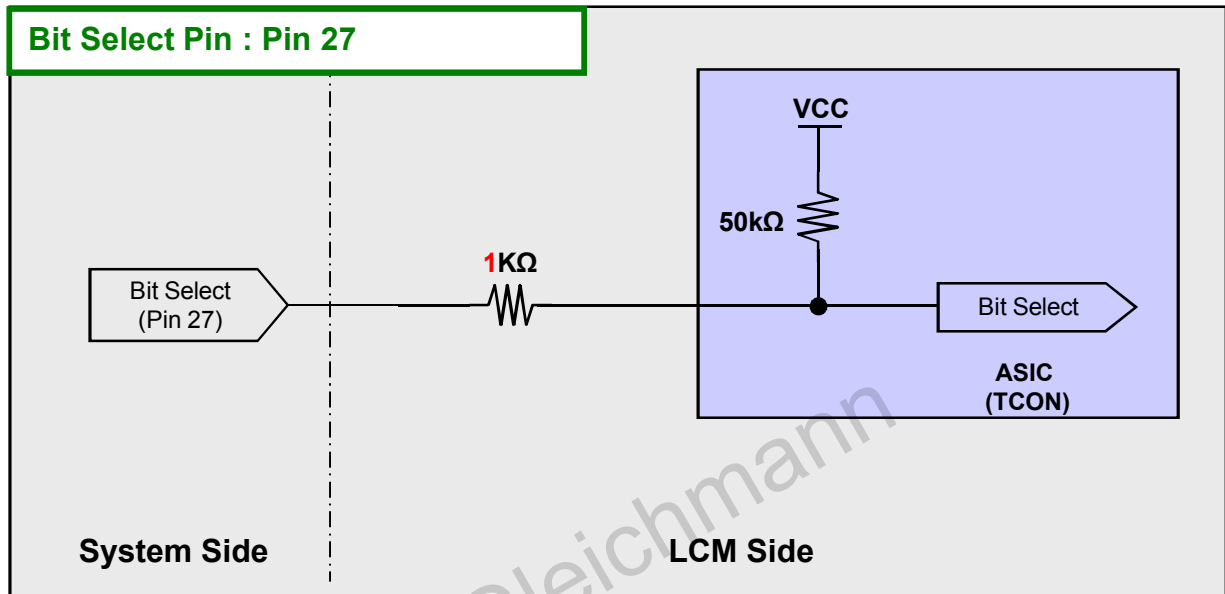 Bit Select Pin : Pin 27
VCC
50kΩ
1KΩ
Bit Select
(Pin 27)
Bit Select
ASIC
(TCON)
System Side
LCM Side
Gleichmann